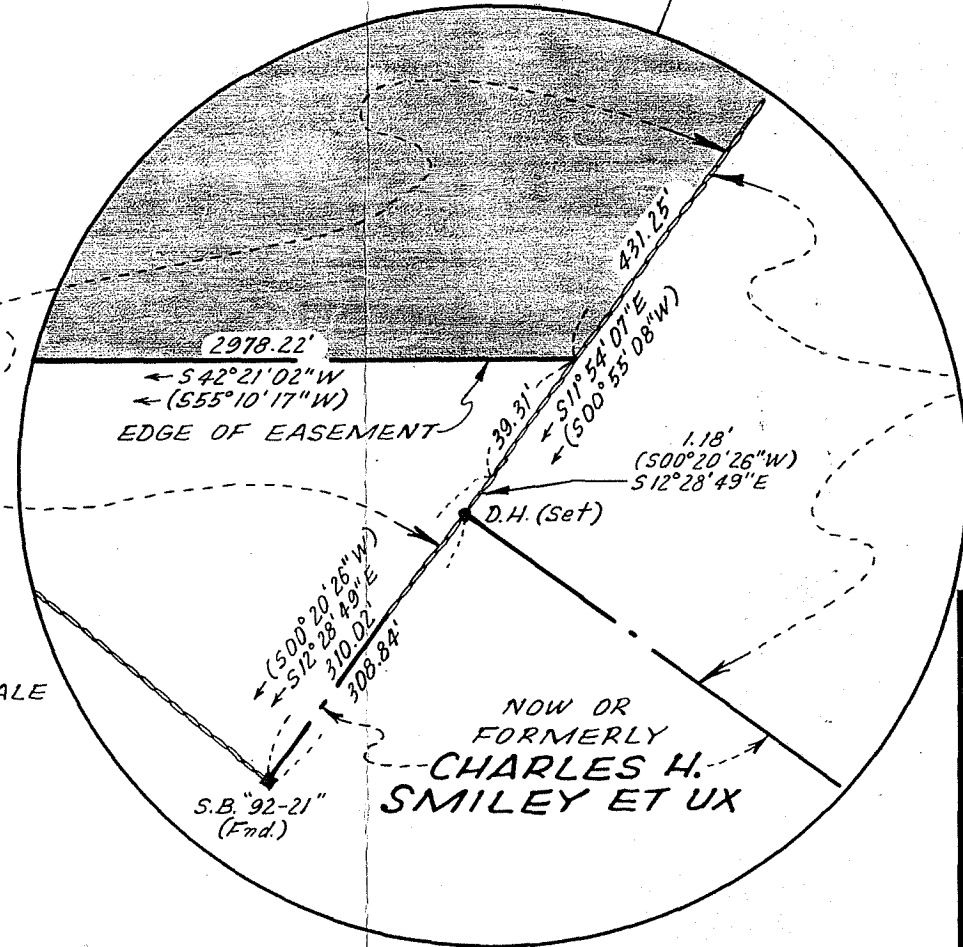 431.25'
2978.22'
← S 42°21'02"W
← (S55°10'17"W)
EDGE OF EASEMENT
39.31'
S11°54'07"E
(S00°55'08"W)
1.18'
(S00°20'26"W)
S12°28'49"E
D.H. (Set)
(S00°20'26"W)
S12°28'49"E
310.02'
308.84'
ALE
NOW OR
FORMERLY
CHARLES H.
SMILEY ET UX
S.B. "92-21"
(Fnd.)